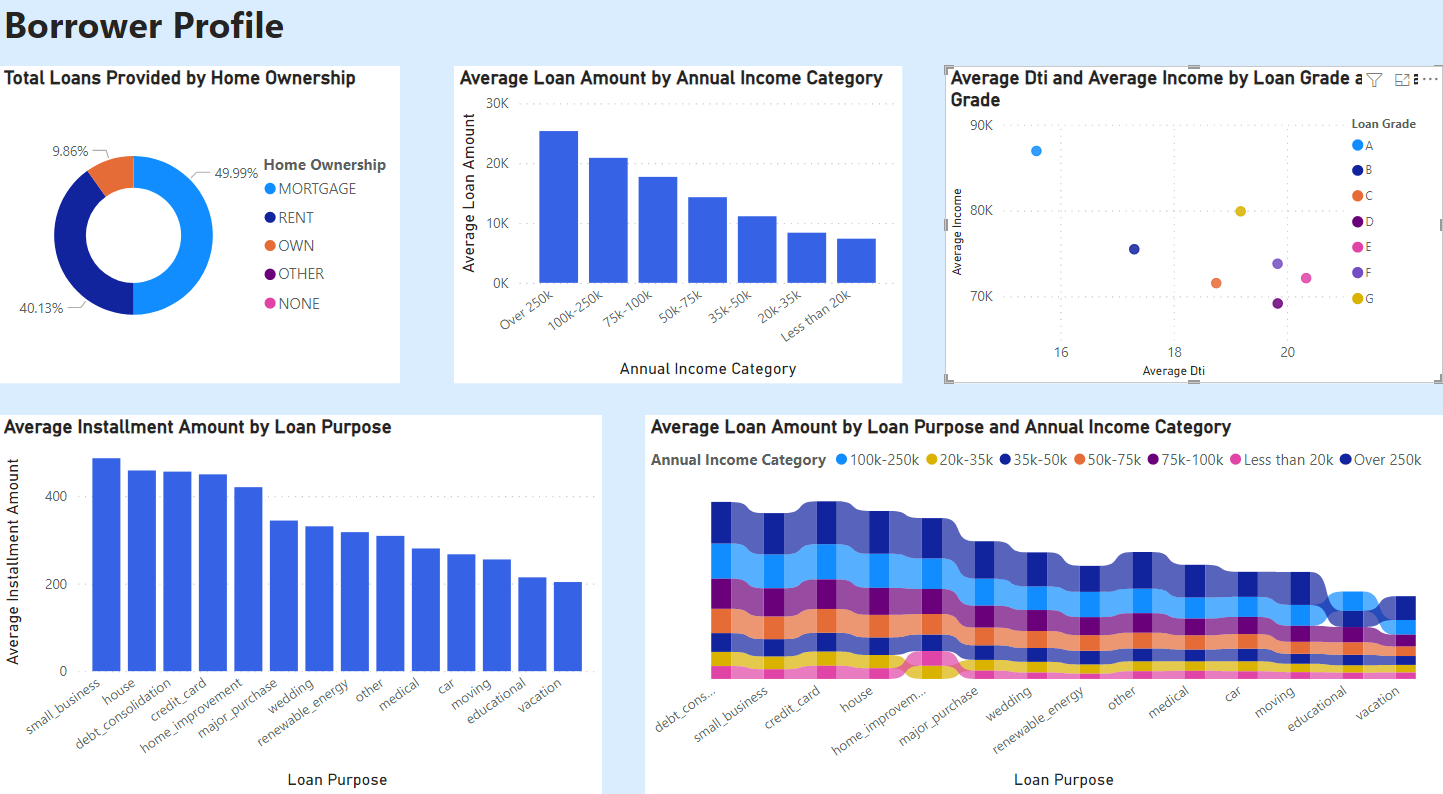 Borrower Profile
Total Loans Provided by Home Ownership
9.86%
49.99%
40.13%
Home Ownership
MORTGAGE
RENT
OWN
OTHER
NONE
Average Loan Amount by Annual Income Category
Average Loan Amount
30K
20K
10K
0K
Over 250k
100k-250k
75k-100k
50k-75k
35k-50k
20k-35k
Less than 20k
Annual Income Category
Average Dti and Average Income by Loan Grade a
Grade
Loan Grade
A
B
C
D
E
F
G
Average Income
90K
80K
70K
16
18
20
Average Dti
Average Installment Amount by Loan Purpose
Average Installment Amount
400
200
0
small_business
house
debt_consolidation
credit_card
home_improvement
major_purchase
wedding
renewable_energy
other
medical
car
moving
educational
vacation
Loan Purpose
Average Loan Amount by Loan Purpose and Annual Income Category
Annual Income Category 100k-250k 20k-35k 35k-50k 50k-75k 75k-100k Less than 20k Over 250k
debt_cons...
small_business
credit_card
house
home_improvem...
major_purchase
wedding
renewable_energy
other
medical
car
moving
educational
vacation
Loan Purpose